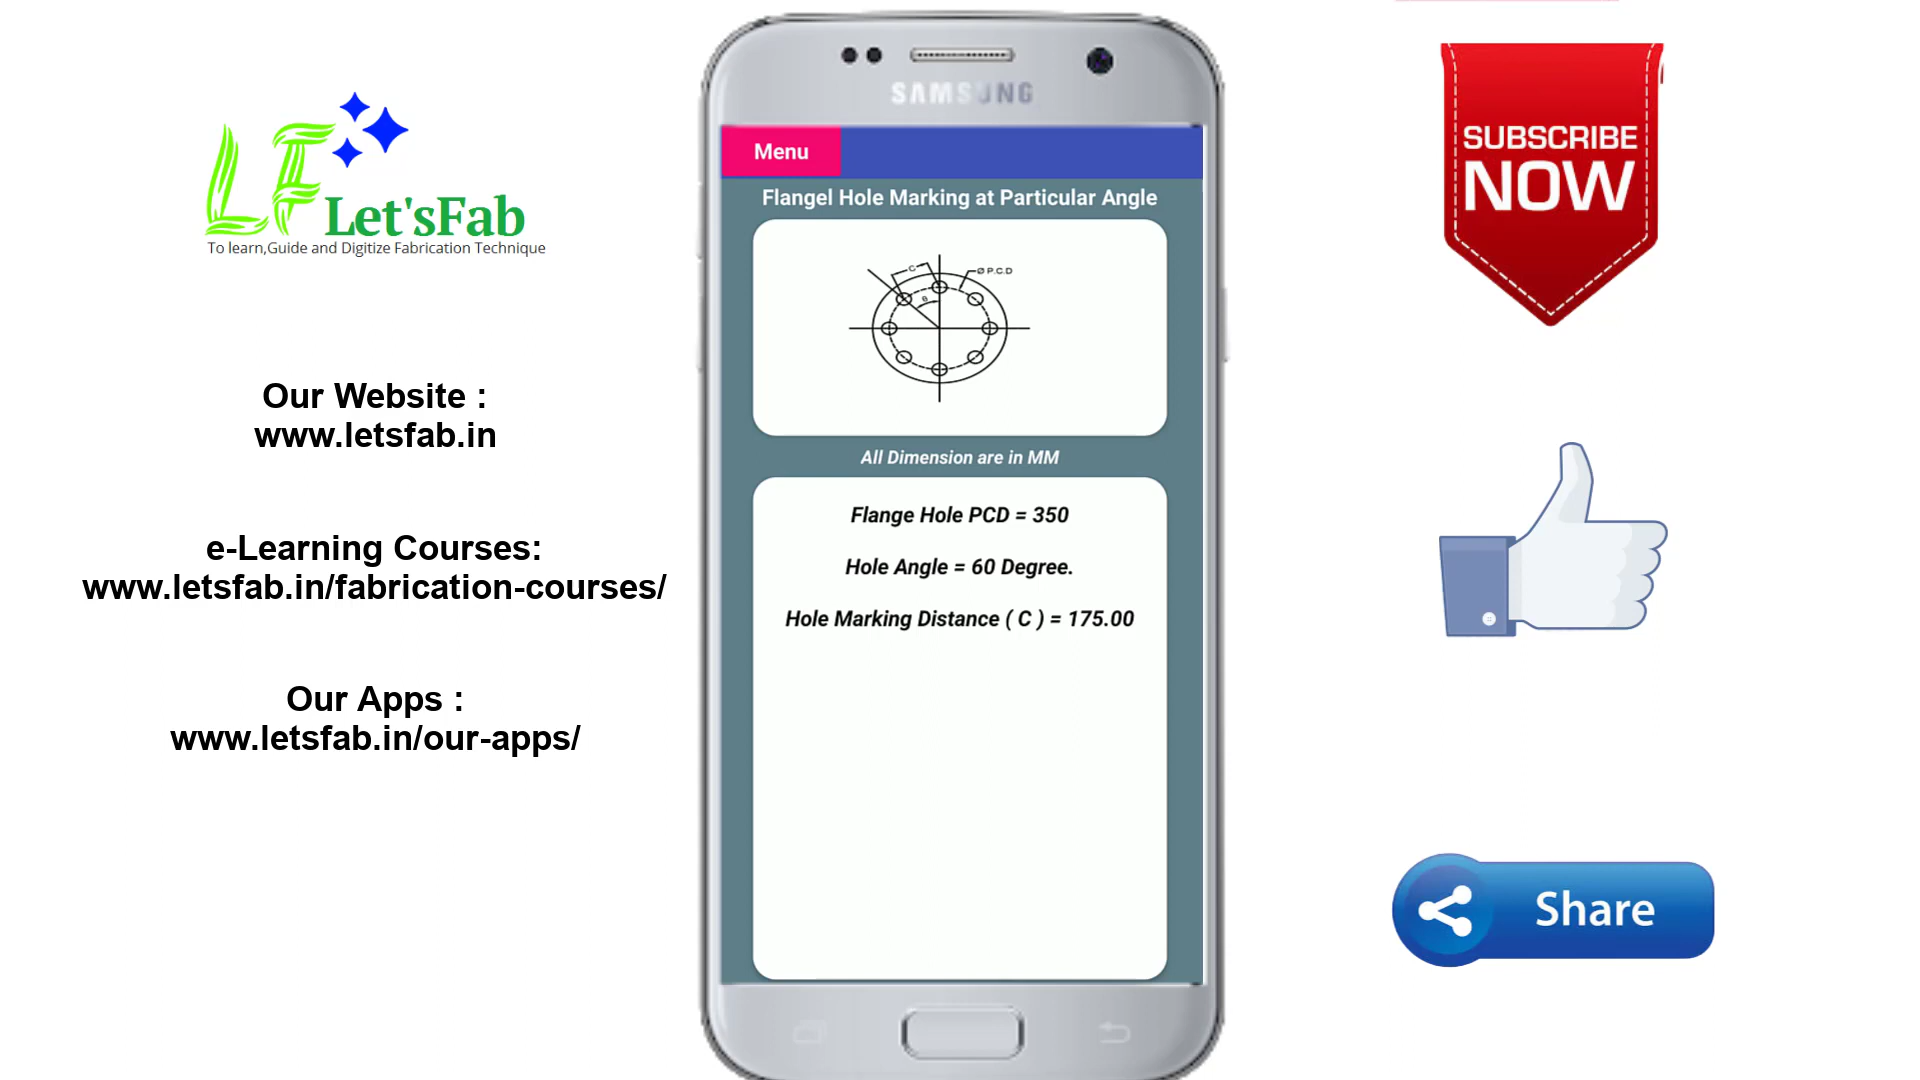 LF
Let'sFab
To learn,Guide and Digitize Fabrication Technique
Our Website :
www.letsfab.in
e-Learning Courses:
www.letsfab.in/fabrication-courses/
Our Apps :
www.letsfab.in/our-apps/
SAMSUNG
Menu
Flangel Hole Marking at Particular Angle
C
Ø P.C.D
θ
All Dimension are in MM
Flange Hole PCD = 350
Hole Angle = 60 Degree.
Hole Marking Distance ( C ) = 175.00
SUBSCRIBE
NOW
Share